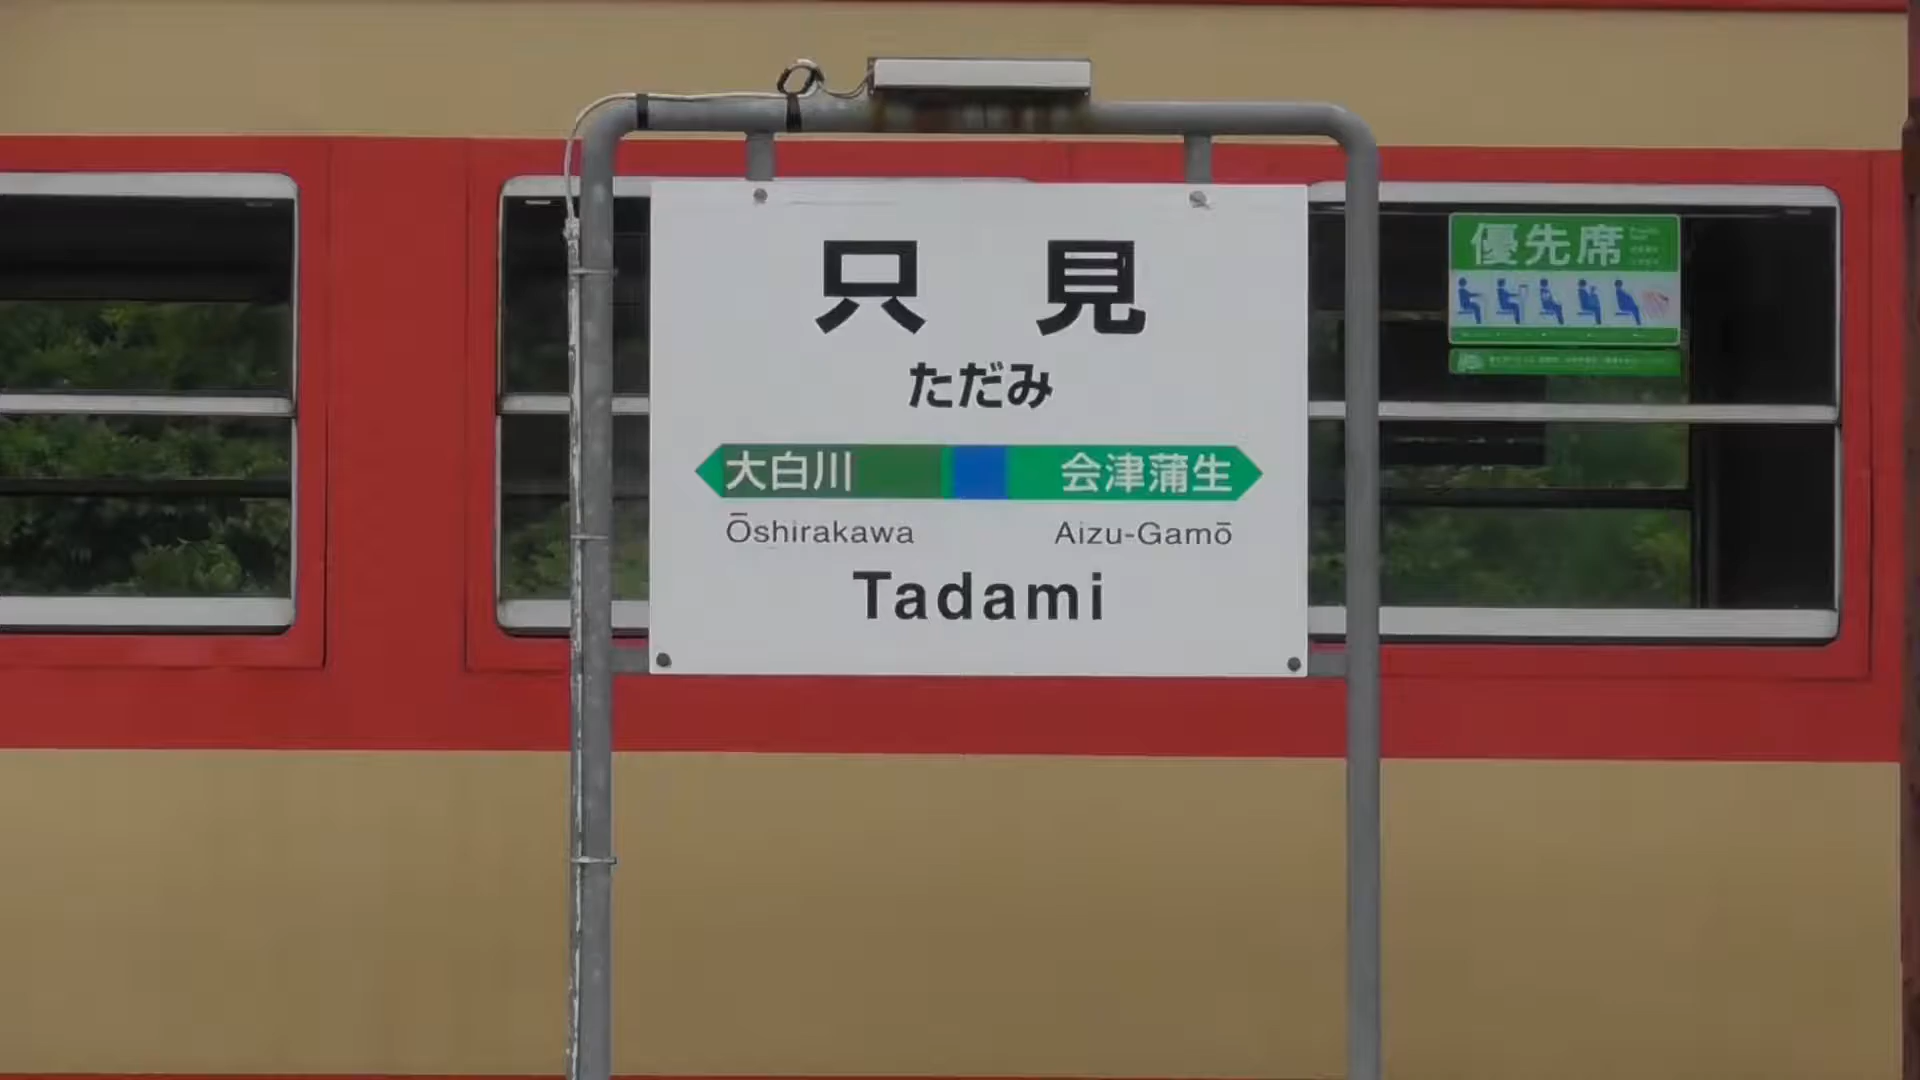 只見
ただみ
大白川 会津蒲生
Ōshirakawa Aizu-Gamō
Tadami
優先席